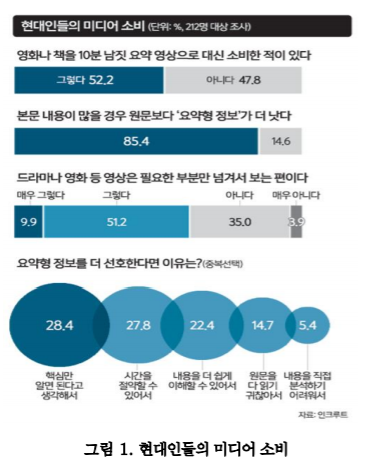 현대인들의 미디어 소비 (단위: %, 212명 대상 조사)
영화나 책을 10분 남짓 요약 영상으로 대신 소비한 적이 있다
그렇다 52.2 아니다 47.8
본문 내용이 많을 경우 원문보다 ‘요약형 정보’가 더 낫다
85.4 14.6
드라마나 영화 등 영상은 필요한 부분만 넘겨서 보는 편이다
매우 그렇다 그렇다 아니다 매우 아니다
9.9 51.2 35.0 3.9
요약형 정보를 더 선호한다면 이유는?(중복선택)
28.4 27.8 22.4 14.7 5.4
핵심만
알면 된다고
생각해서
시간을
절약할 수
있어서
내용을 더 쉽게
이해할 수 있어서
원문을
다 읽기
귀찮아서
내용을 직접
분석하기
어려워서
자료: 인크루트
그림 1. 현대인들의 미디어 소비